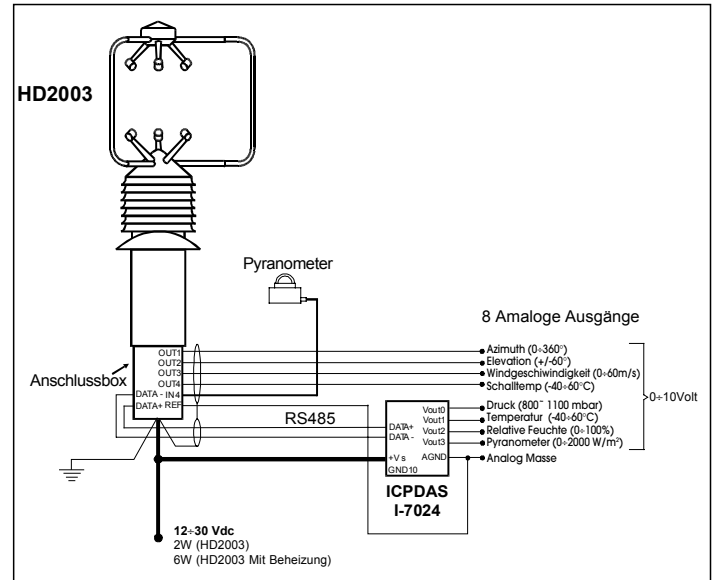 HD2003
Pyranometer
8 Amaloge Ausgänge
OUT1
OUT2
OUT3
OUT4
DATA - IN4
DATA+ REF
Anschlussbox
Azimuth (0÷360°)
Elevation (+/-60°)
Windgeschiwindigkeit (0÷60m/s)
Schalltemp (-40÷60°C)
0÷10Volt
RS485
Druck (800~ 1100 mbar)
Temperatur (-40÷60°C)
Relative Feuchte (0÷100%)
Pyranometer (0÷2000 W/m²)
Analog Masse
Vout0
Vout1
DATA+ Vout2
DATA - Vout3
+Vs AGND
GND10
ICPDAS
I-7024
12÷30 Vdc
2W (HD2003)
6W (HD2003 Mit Beheizung)